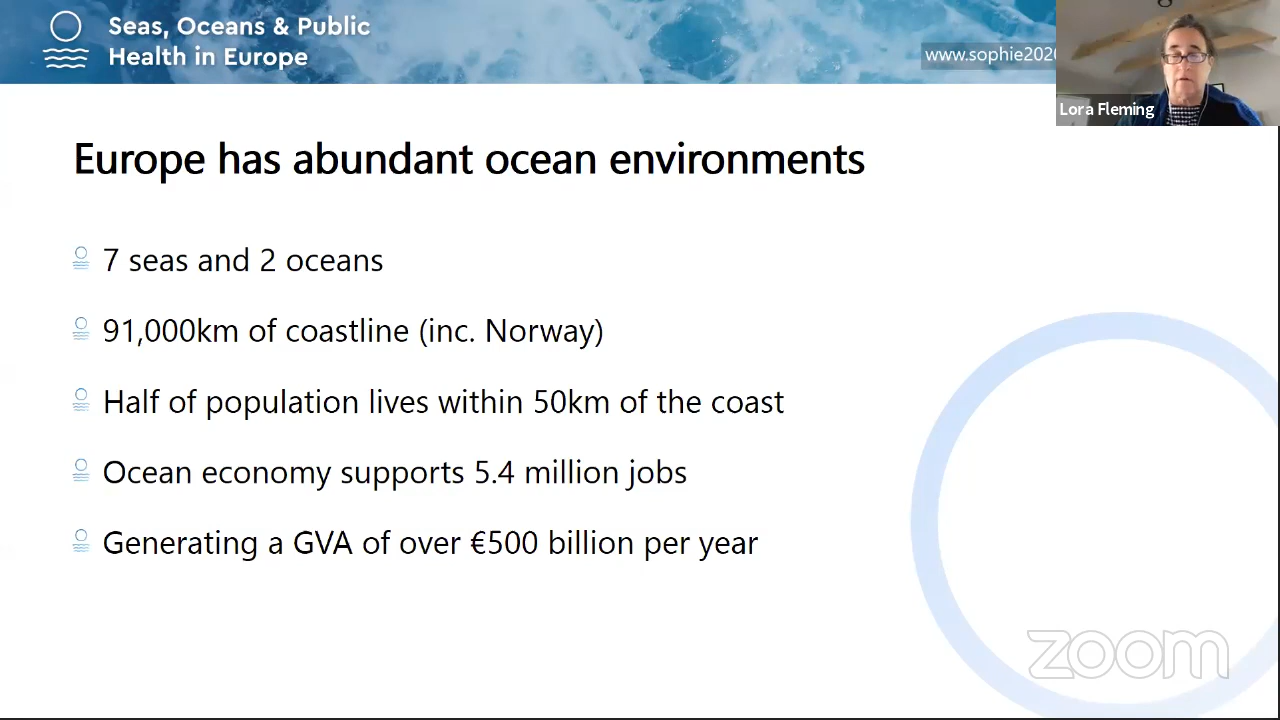 Seas, Oceans & Public
Health in Europe
www.sophie202
Lora Fleming
Europe has abundant ocean environments
7 seas and 2 oceans
91,000km of coastline (inc. Norway)
Half of population lives within 50km of the coast
Ocean economy supports 5.4 million jobs
Generating a GVA of over €500 billion per year
zoom